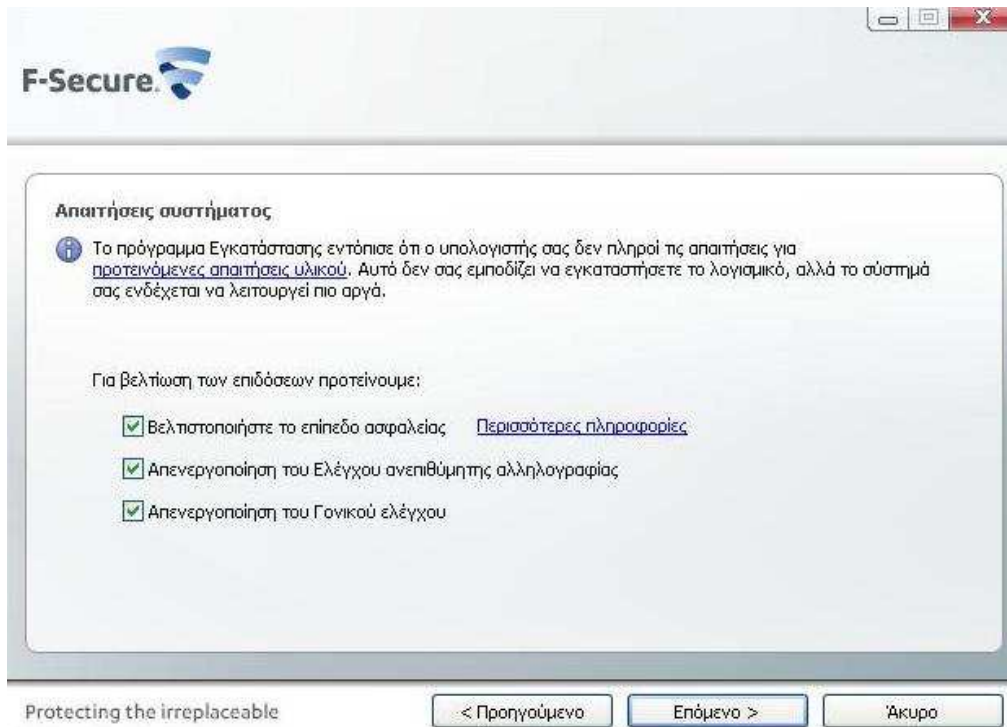 F-Secure.
Απαιτήσεις συστήματος
Το πρόγραμμα Εγκατάστασης εντόπισε ότι ο υπολογιστής σας δεν πληροί τις απαιτήσεις για
προτεινόμενες απαιτήσεις υλικού. Αυτό δεν σας εμποδίζει να εγκαταστήσετε το λογισμικό, αλλά το σύστημά
σας ενδέχεται να λειτουργεί πιο αργά.
Για βελτίωση των επιδόσεων προτείνουμε:
Βελτιστοποιήστε το επίπεδο ασφαλείας Περισσότερες πληροφορίες
Απενεργοποίηση του Ελέγχου ανεπιθύμητης αλληλογραφίας
Απενεργοποίηση του Γονικού ελέγχου
Protecting the irreplaceable < Προηγούμενο Επόμενο > Άκυρο